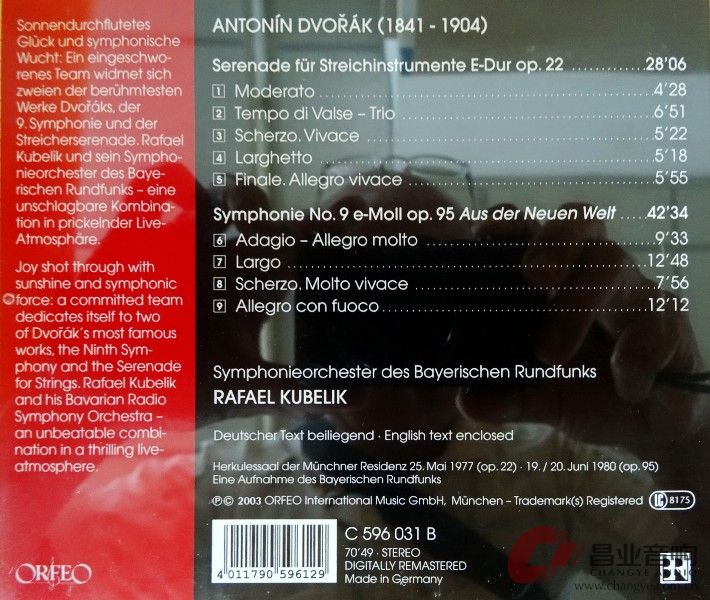 Sonnendurchflutetes
Glück und symphonische
Wucht: Ein eingeschwo-
renes Team widmet sich
zweien der berühmtesten
Werke Dvořáks, der
9. Symphonie und der
Streicherserenade. Rafael
Kubelik und sein Sympho-
nieorchester des Baye-
rischen Rundfunks – eine
unschlagbare Kombina-
tion in prickelnder Live-
Atmosphäre.
Joy shot through with
sunshine and symphonic
force: a committed team
dedicates itself to two
of Dvořák's most famous
works, the Ninth Sym-
phony and the Serenade
for Strings. Rafael Kubelik
and his Bavarian Radio
Symphony Orchestra –
an unbeatable combi-
nation in a thrilling live-
atmosphere.
ORFEO
ANTONÍN DVOŘÁK (1841 - 1904)
Serenade für Streichinstrumente E-Dur op. 22 28'06
1 Moderato 4'28
2 Tempo di Valse – Trio 6'51
3 Scherzo. Vivace 5'22
4 Larghetto 5'18
5 Finale. Allegro vivace 5'55
Symphonie No. 9 e-Moll op. 95 Aus der Neuen Welt 42'34
6 Adagio – Allegro molto 9'33
7 Largo 12'48
8 Scherzo. Molto vivace 7'56
9 Allegro con fuoco 12'12
Symphonieorchester des Bayerischen Rundfunks
RAFAEL KUBELIK
Deutscher Text beiliegend · English text enclosed
Herkulessaal der Münchner Residenz 25. Mai 1977 (op. 22) · 19. / 20. Juni 1980 (op. 95)
Eine Aufnahme des Bayerischen Rundfunks
℗© 2003 ORFEO International Music GmbH, München – Trademark(s) Registered LC 8175
4 011790 596129
C 596 031 B
70'49 · STEREO
DIGITALLY REMASTERED
Made in Germany
BR
昌业音响
CHANGYE AUDIO